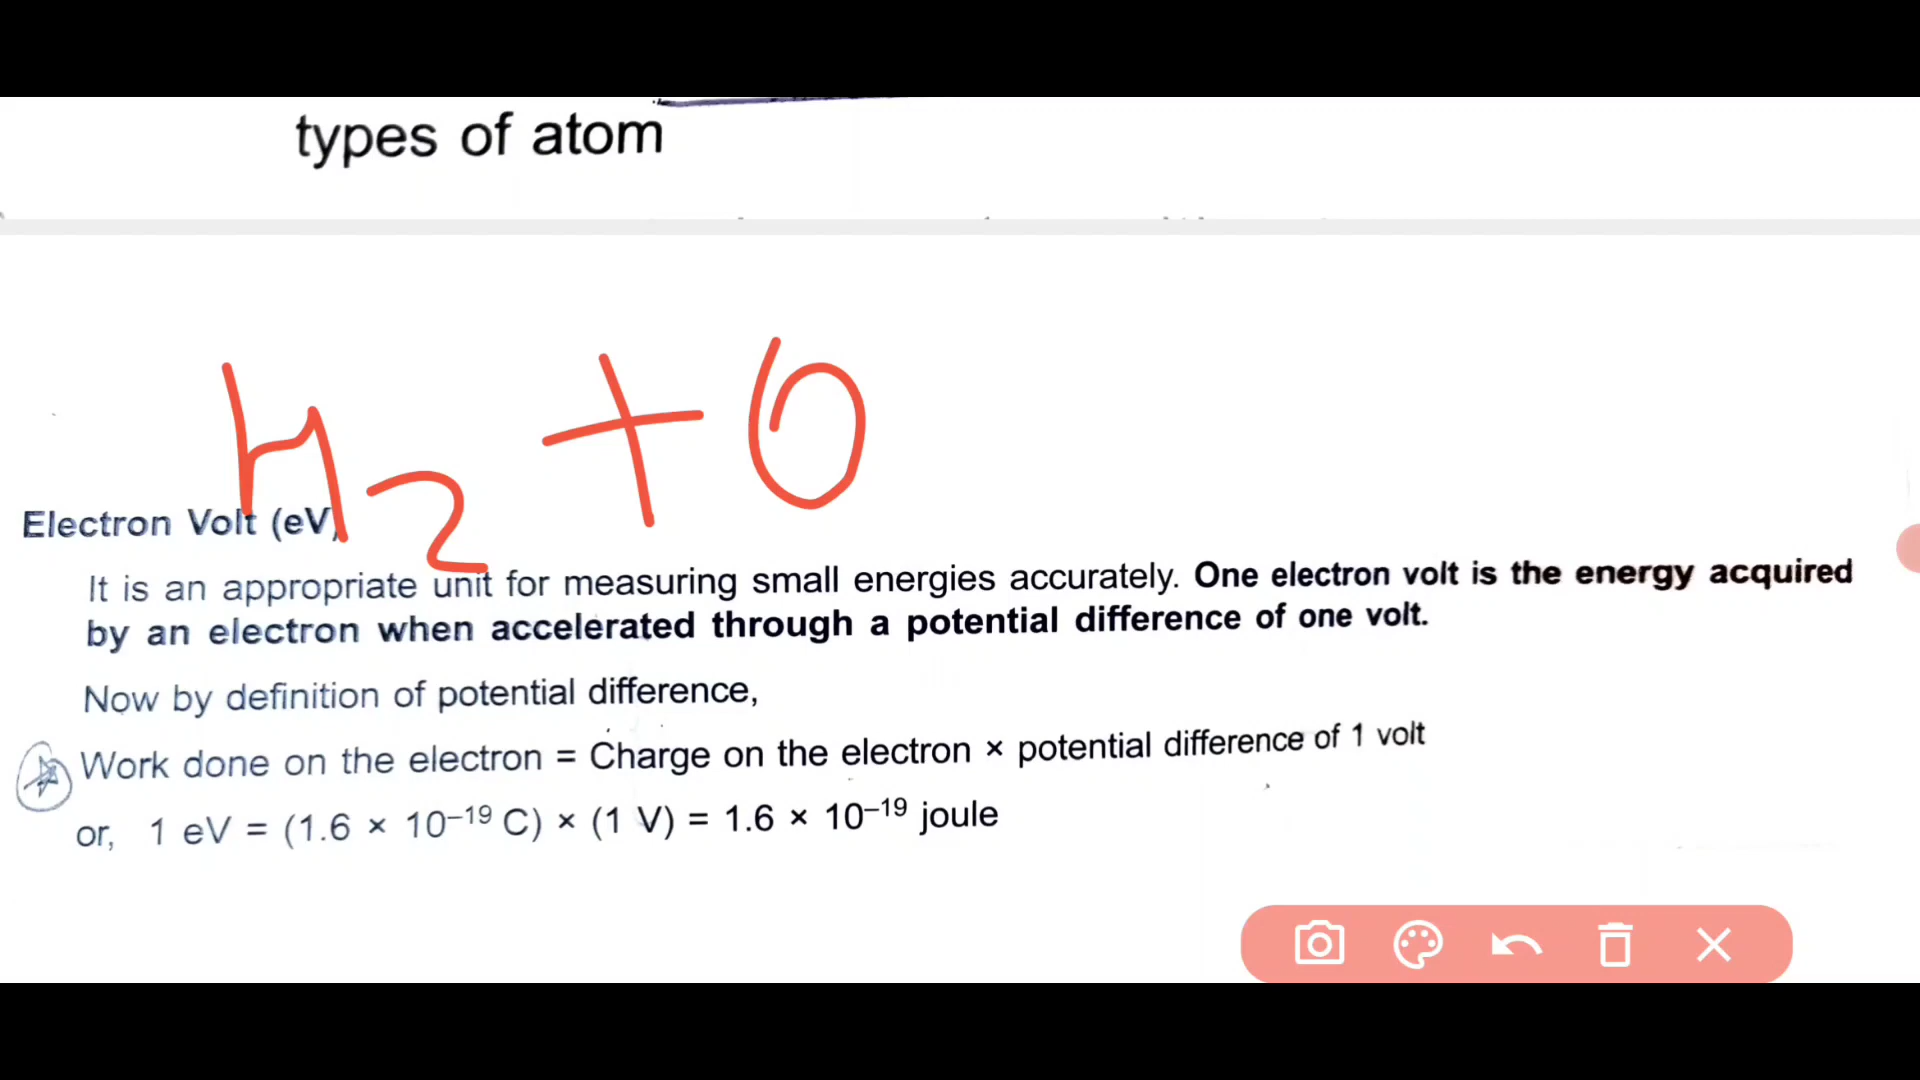 types of atom
H2 + O
Electron Volt (eV)
It is an appropriate unit for measuring small energies accurately. One electron volt is the energy acquired
by an electron when accelerated through a potential difference of one volt.
Now by definition of potential difference,
Work done on the electron = Charge on the electron × potential difference of 1 volt
or, 1 eV = (1.6 × 10⁻¹⁹ C) × (1 V) = 1.6 × 10⁻¹⁹ joule